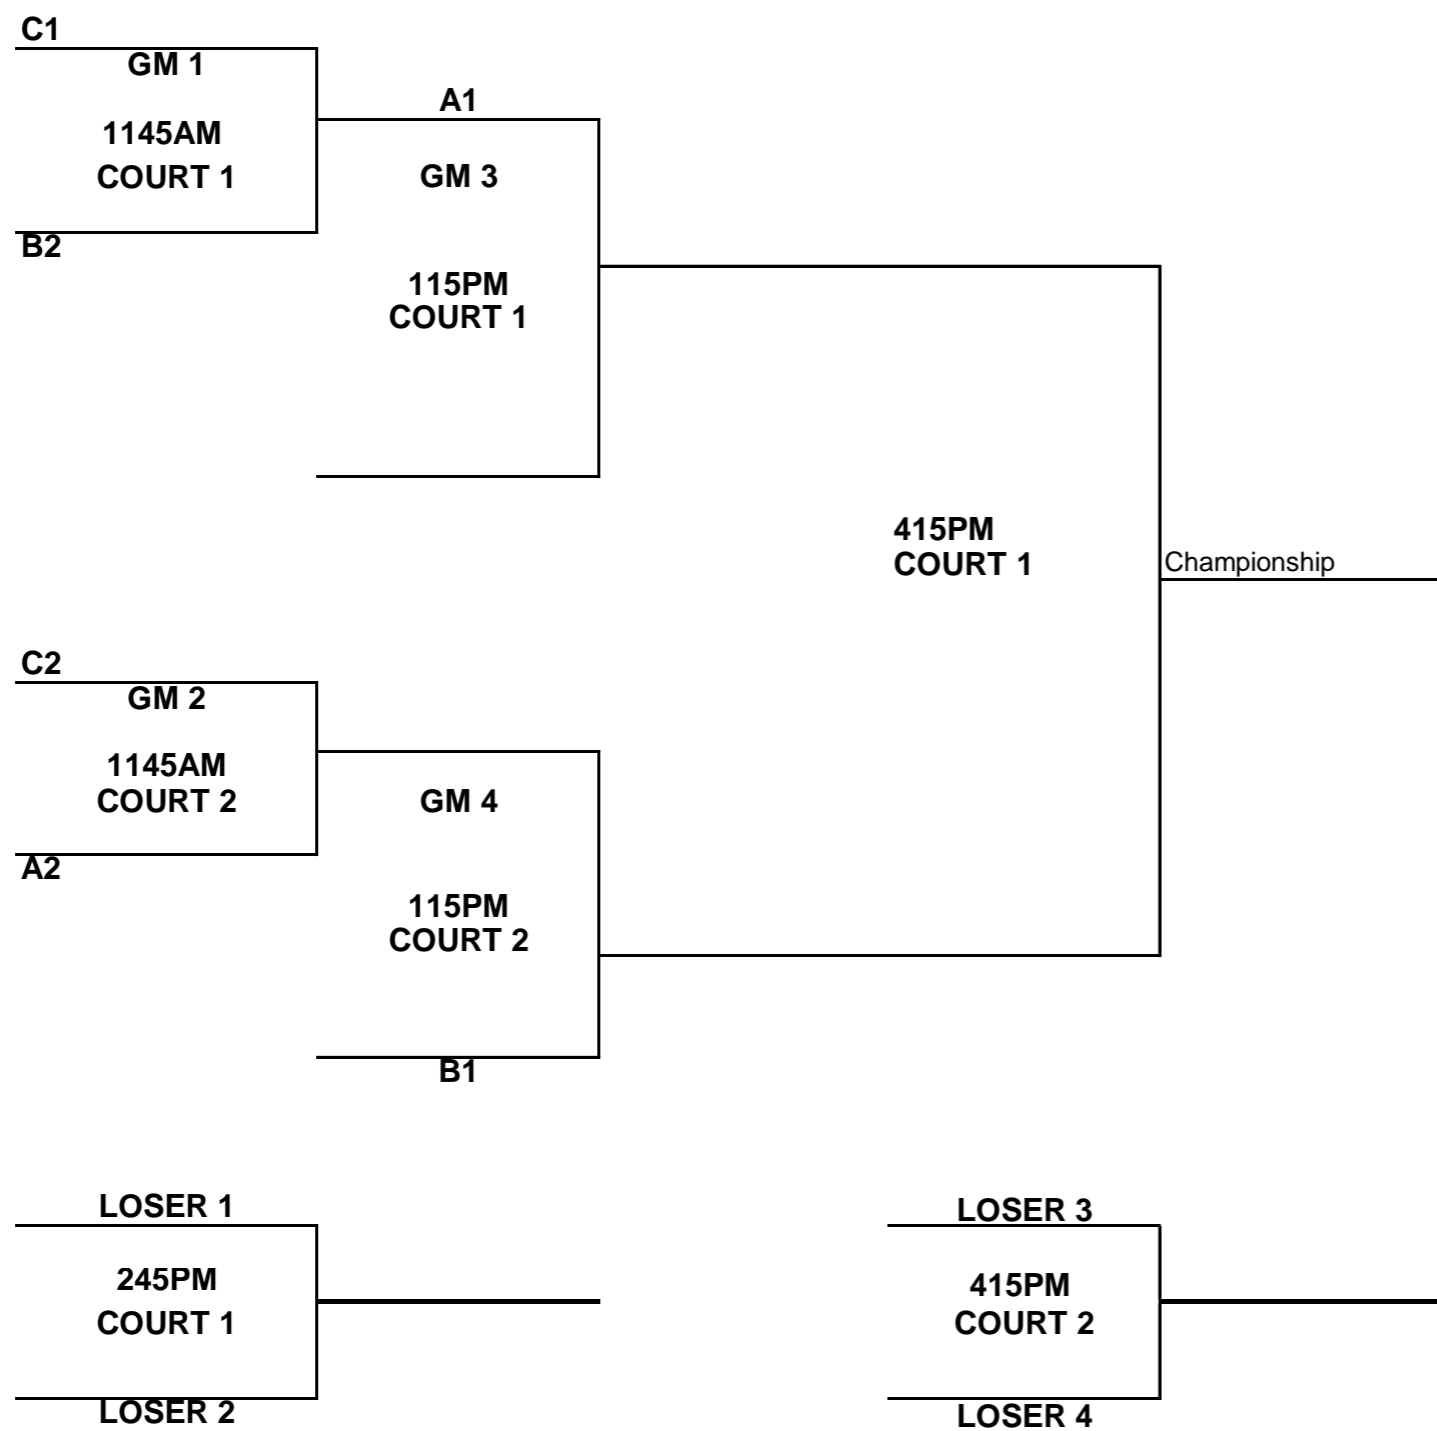 C1
GM 1
1145AM
COURT 1
B2
A1
GM 3
115PM
COURT 1
415PM
COURT 1
Championship
C2
GM 2
1145AM
COURT 2
A2
GM 4
115PM
COURT 2
B1
LOSER 1
245PM
COURT 1
LOSER 2
LOSER 3
415PM
COURT 2
LOSER 4